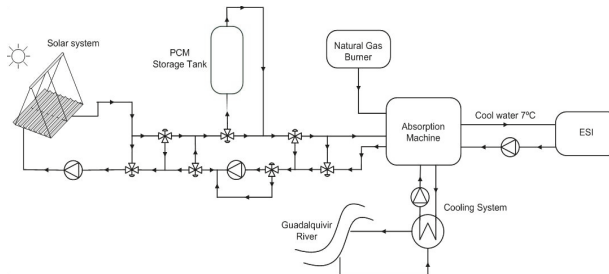 Solar system
PCM
Storage Tank
Natural Gas
Burner
Absorption
Machine
Cool water 7ºC
ESI
Cooling System
Guadalquivir
River